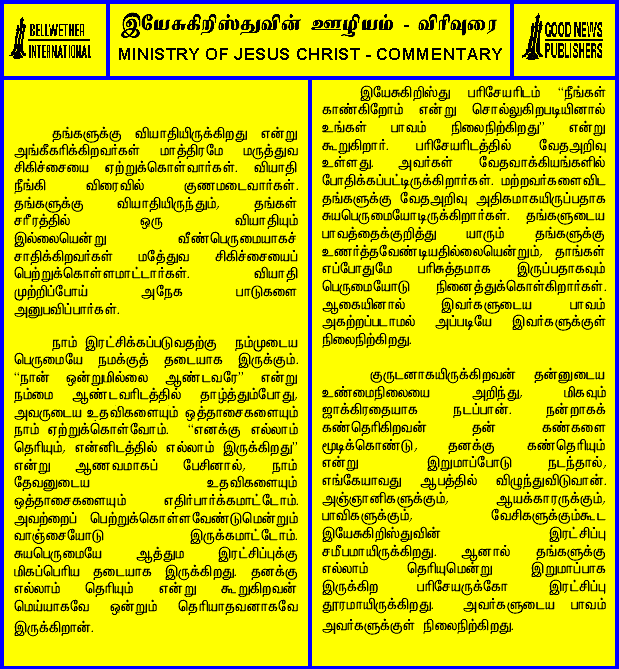 BELLWETHER
INTERNATIONAL
இயேசுகிறிஸ்துவின் ஊழியம் - விரிவுரை
MINISTRY OF JESUS CHRIST - COMMENTARY
GOOD NEWS
PUBLISHERS
தங்களுக்கு வியாதியிருக்கிறது என்று
அங்கீகரிக்கிறவர்கள் மாத்திரமே மருத்துவ
சிகிச்சையை ஏற்றுக்கொள்வார்கள். வியாதி
நீங்கி விரைவில் குணமடைவார்கள்.
தங்களுக்கு வியாதியிருந்தும், தங்கள்
சரீரத்தில் ஒரு வியாதியும்
இல்லையென்று வீண்பெருமையாகச்
சாதிக்கிறவர்கள் மத்துேவ சிகிச்சையைப்
பெற்றுக்கொள்ளமாட்டார்கள். வியாதி
முற்றிப்போய் அநேக பாடுகளை
அனுபவிப்பார்கள்.
நாம் இரட்சிக்கப்படுவதற்கு நம்முடைய
பெருமையே நமக்குத் தடையாக இருக்கும்.
“நான் ஒன்றுமில்லை ஆண்டவரே” என்று
நம்மை ஆண்டவரிடத்தில் தாழ்த்தும்போது,
அவருடைய உதவிகளையும் ஒத்தாசைகளையும்
நாம் ஏற்றுக்கொள்வோம். “எனக்கு எல்லாம்
தெரியும், என்னிடத்தில் எல்லாம் இருக்கிறது”
என்று ஆணவமாகப் பேசினால், நாம்
தேவனுடைய உதவிகளையும்
ஒத்தாசைகளையும் எதிர்பார்க்கமாட்டோம்.
அவற்றைப் பெற்றுக்கொள்ளவேண்டுமென்றும்
வாஞ்சையோடு இருக்கமாட்டோம்.
சுயபெருமையே ஆத்தும இரட்சிப்புக்கு
மிகப்பெரிய தடையாக இருக்கிறது. தனக்கு
எல்லாம் தெரியும் என்று கூறுகிறவன்
மெய்யாகவே ஒன்றும் தெரியாதவனாகவே
இருக்கிறான்.
இயேசுகிறிஸ்து பரிசேயரிடம் “நீங்கள்
காண்கிறோம் என்று சொல்லுகிறபடியினால்
உங்கள் பாவம் நிலைநிற்கிறது” என்று
கூறுகிறார். பரிசேயரிடத்தில் வேதஅறிவு
உள்ளது. அவர்கள் வேதவாக்கியங்களில்
போதிக்கப்பட்டிருக்கிறார்கள். மற்றவர்களைவிட
தங்களுக்கு வேதஅறிவு அதிகமாகயிருப்பதாக
சுயபெருமையோடிருக்கிறார்கள். தங்களுடைய
பாவத்தைக்குறித்து யாரும் தங்களுக்கு
உணர்த்தவேண்டியதில்லையென்றும், தாங்கள்
எப்போதுமே பரிசுத்தமாக இருப்பதாகவும்
பெருமையோடு நினைத்துக்கொள்கிறார்கள்.
ஆகையினால் இவர்களுடைய பாவம்
அகற்றப்படாமல் அப்படியே இவர்களுக்குள்
நிலைநிற்கிறது.
குருடனாகயிருக்கிறவன் தன்னுடைய
உண்மைநிலையை அறிந்து, மிகவும்
ஜாக்கிரதையாக நடப்பான். நன்றாகக்
கண்தெரிகிறவன் தன் கண்களை
மூடிக்கொண்டு, தனக்கு கண்தெரியும்
என்று இறுமாப்போடு நடந்தால்,
எங்கேயாவது ஆபத்தில் விழுந்துவிடுவான்.
அஞ்ஞானிகளுக்கும், ஆயக்காரருக்கும்,
பாவிகளுக்கும், வேசிகளுக்கும்கூட
இயேசுகிறிஸ்துவின் இரட்சிப்பு
சமீபமாயிருக்கிறது. ஆனால் தங்களுக்கு
எல்லாம் தெரியுமென்று இறுமாப்பாக
இருக்கிற பரிசேயருக்கோ இரட்சிப்பு
தூரமாயிருக்கிறது. அவர்களுடைய பாவம்
அவர்களுக்குள் நிலைநிற்கிறது.